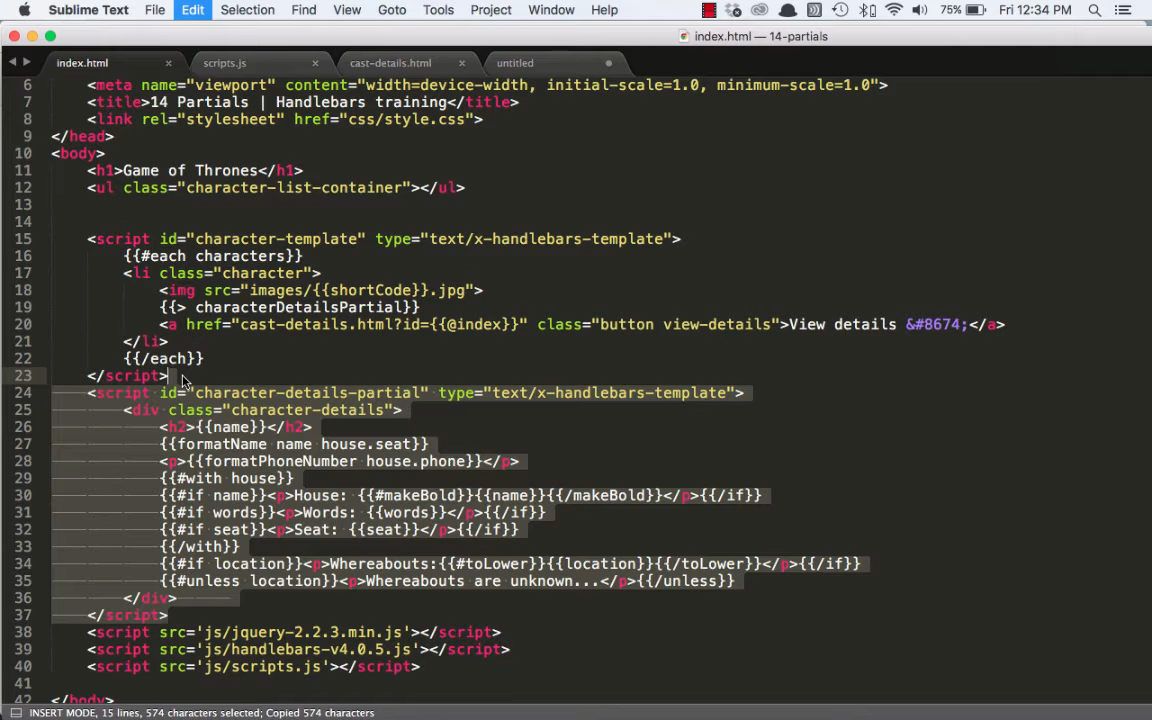 Sublime Text File Edit Selection Find View Goto Tools Project Window Help 75% Fri 12:34 PM
index.html — 14-partials
index.html × scripts.js × cast-details.html × untitled
6 <meta name="viewport" content="width=device-width, initial-scale=1.0, minimum-scale=1.0">
7 <title>14 Partials | Handlebars training</title>
8 <link rel="stylesheet" href="css/style.css">
9 </head>
10 <body>
11 <h1>Game of Thrones</h1>
12 <ul class="character-list-container"></ul>
13
14
15 <script id="character-template" type="text/x-handlebars-template">
16 {{#each characters}}
17 <li class="character">
18 <img src="images/{{shortCode}}.jpg">
19 {{> characterDetailsPartial}}
20 <a href="cast-details.html?id={{@index}}" class="button view-details">View details &#8674;</a>
21 </li>
22 {{/each}}
23 </script>
24 <script id="character-details-partial" type="text/x-handlebars-template">
25 <div class="character-details">
26 <h2>{{name}}</h2>
27 {{formatName name house.seat}}
28 <p>{{formatPhoneNumber house.phone}}</p>
29 {{#with house}}
30 {{#if name}}<p>House: {{#makeBold}}{{name}}{{/makeBold}}</p>{{/if}}
31 {{#if words}}<p>Words: {{words}}</p>{{/if}}
32 {{#if seat}}<p>Seat: {{seat}}</p>{{/if}}
33 {{/with}}
34 {{#if location}}<p>Whereabouts:{{#toLower}}{{location}}{{/toLower}}</p>{{/if}}
35 {{#unless location}}<p>Whereabouts are unknown...</p>{{/unless}}
36 </div>
37 </script>
38 <script src='js/jquery-2.2.3.min.js'></script>
39 <script src='js/handlebars-v4.0.5.js'></script>
40 <script src='js/scripts.js'></script>
41
42 </body>
INSERT MODE, 15 lines, 574 characters selected; Copied 574 characters